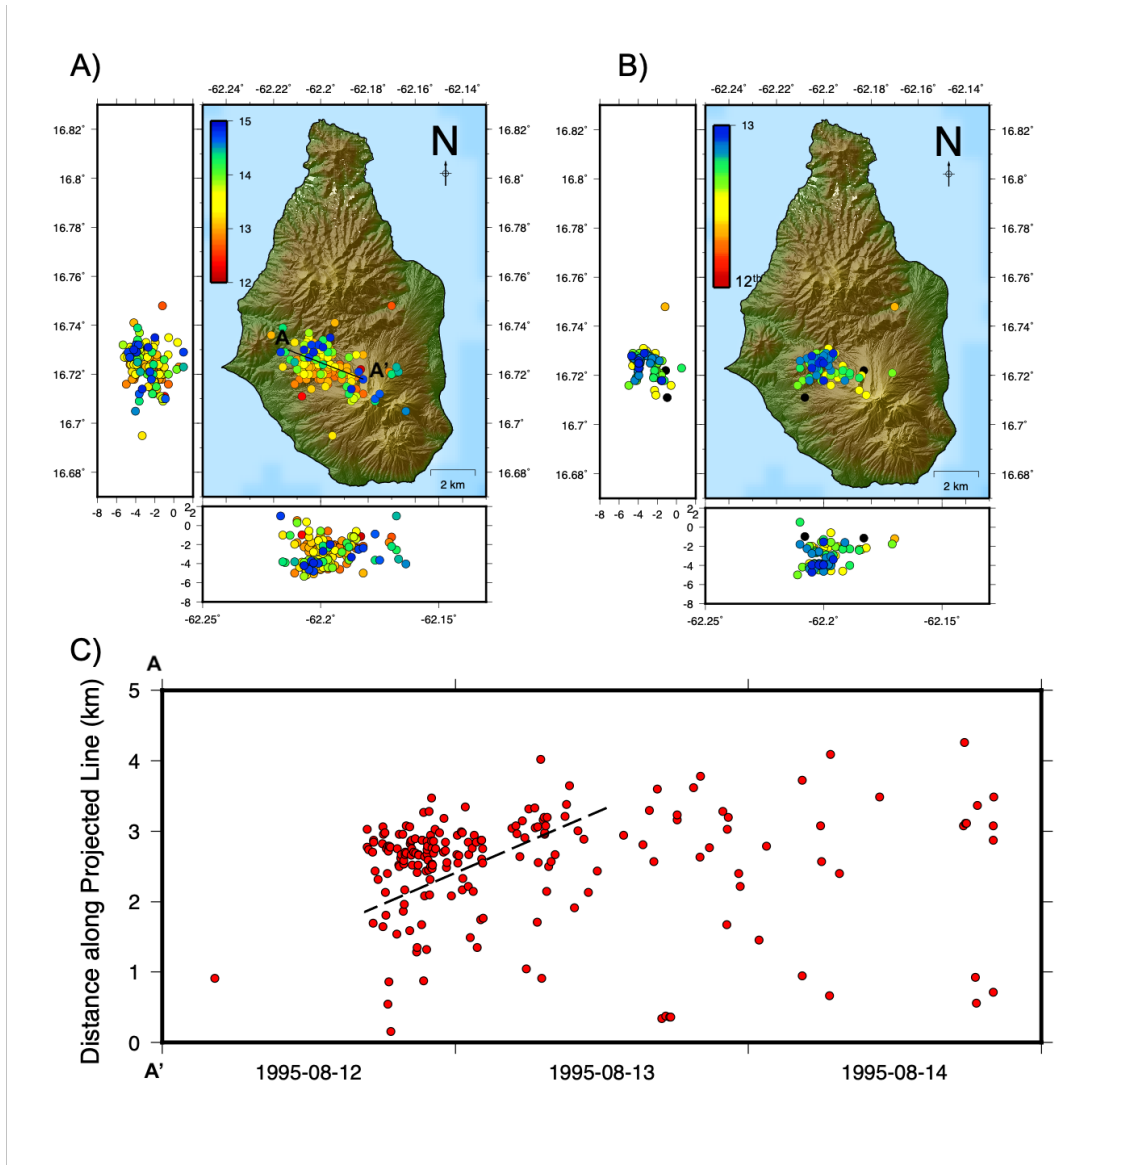 A) B)
-62.24˚ -62.22˚ -62.2˚ -62.18˚ -62.16˚ -62.14˚ -62.24˚ -62.22˚ -62.2˚ -62.18˚ -62.16˚ -62.14˚
16.82˚ 15 N 16.82˚ 16.82˚ 13 N 16.82˚
16.8˚ 14 16.8˚ 16.8˚ 16.8˚
16.78˚ 13 16.78˚ 16.78˚ 16.78˚
16.76˚ 12 16.76˚ 16.76˚ 12th 16.76˚
16.74˚ A 16.74˚ 16.74˚ 16.74˚
16.72˚ A' 16.72˚ 16.72˚ 16.72˚
16.7˚ 16.7˚ 16.7˚ 16.7˚
16.68˚ 2 km 16.68˚ 16.68˚ 2 km 16.68˚
-8 -6 -4 -2 0 2 -8 -6 -4 -2 0 2
2 2
0 0
-2 -2
-4 -4
-6 -6
-8 -8
-62.25˚ -62.2˚ -62.15˚ -62.25˚ -62.2˚ -62.15˚
C)
A
Distance along Projected Line (km)
5
4
3
2
1
0
A' 1995-08-12 1995-08-13 1995-08-14